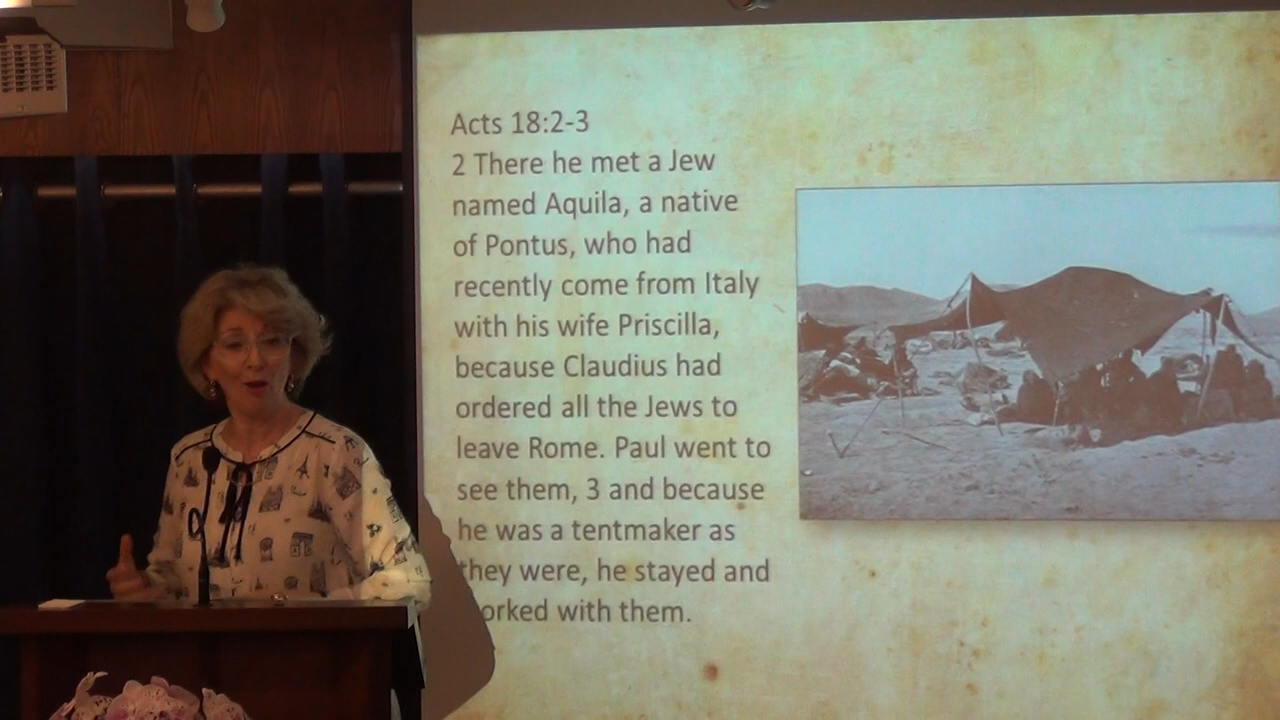 Acts 18:2-3
2 There he met a Jew
named Aquila, a native
of Pontus, who had
recently come from Italy
with his wife Priscilla,
because Claudius had
ordered all the Jews to
leave Rome. Paul went to
see them, 3 and because
he was a tentmaker as
they were, he stayed and
orked with them.